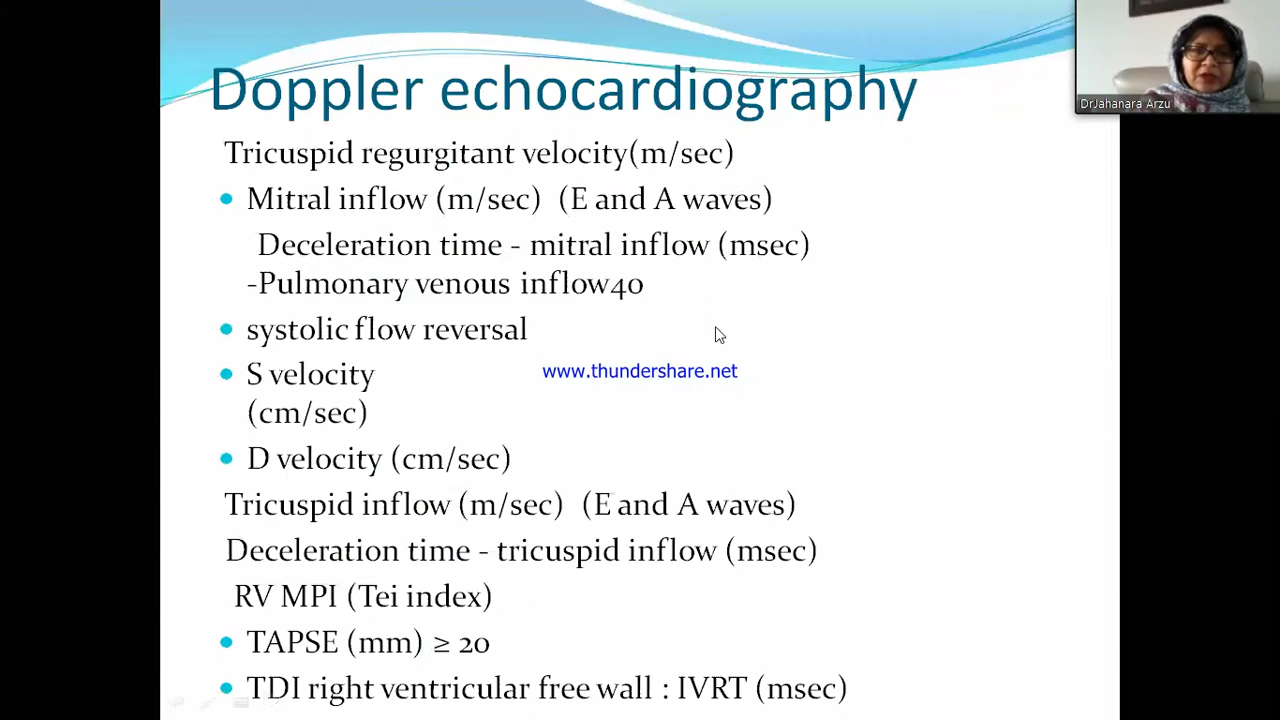 Doppler echocardiography
DrJahanara Arzu
Tricuspid regurgitant velocity(m/sec)
Mitral inflow (m/sec) (E and A waves)
Deceleration time - mitral inflow (msec)
-Pulmonary venous inflow40
systolic flow reversal
www.thundershare.net
S velocity
(cm/sec)
D velocity (cm/sec)
Tricuspid inflow (m/sec) (E and A waves)
Deceleration time - tricuspid inflow (msec)
RV MPI (Tei index)
TAPSE (mm) ≥ 20
TDI right ventricular free wall : IVRT (msec)